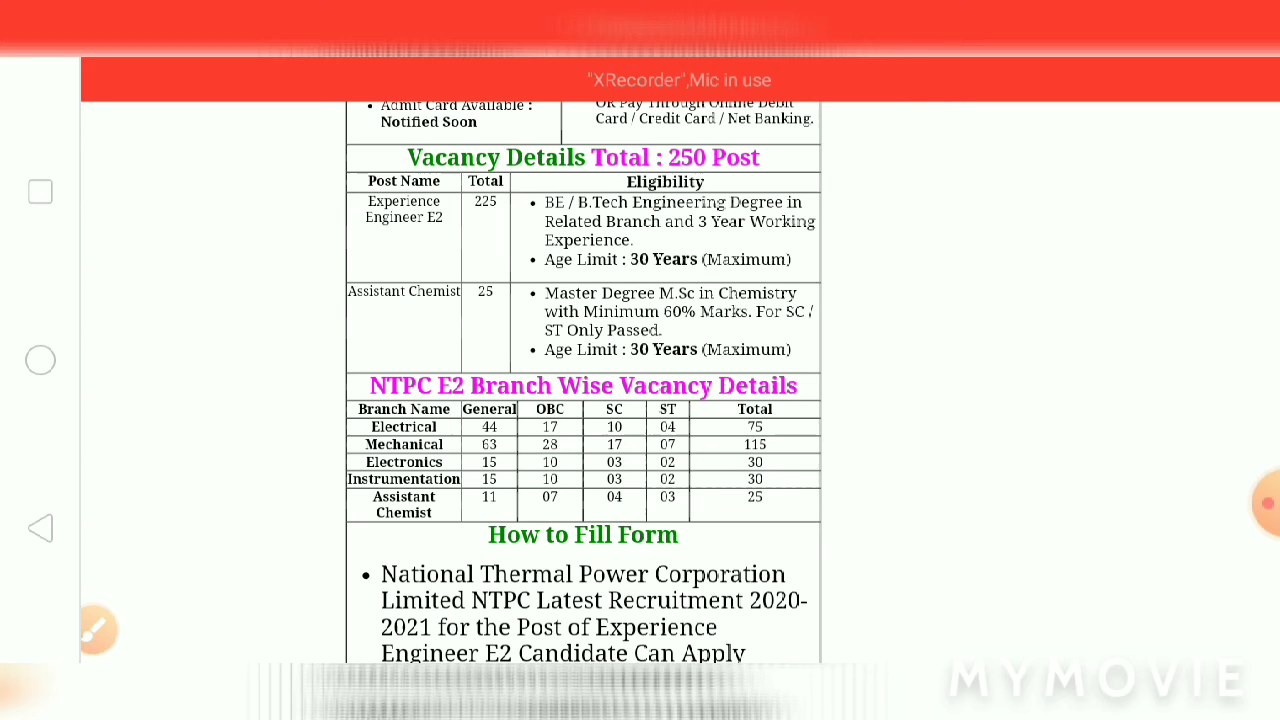 "XRecorder",Mic in use
• Admit Card Available :
Notified Soon
OR Pay Through Online Debit
Card / Credit Card / Net Banking.
Vacancy Details Total : 250 Post
Post Name Total Eligibility
Experience
Engineer E2
225
• BE / B.Tech Engineering Degree in
Related Branch and 3 Year Working
Experience.
• Age Limit : 30 Years (Maximum)
Assistant Chemist 25
• Master Degree M.Sc in Chemistry
with Minimum 60% Marks. For SC /
ST Only Passed.
• Age Limit : 30 Years (Maximum)
NTPC E2 Branch Wise Vacancy Details
Branch Name General OBC SC ST Total
Electrical 44 17 10 04 75
Mechanical 63 28 17 07 115
Electronics 15 10 03 02 30
Instrumentation 15 10 03 02 30
Assistant
Chemist
11 07 04 03 25
How to Fill Form
• National Thermal Power Corporation
Limited NTPC Latest Recruitment 2020-
2021 for the Post of Experience
Engineer E2 Candidate Can Apply
MYMOVIE